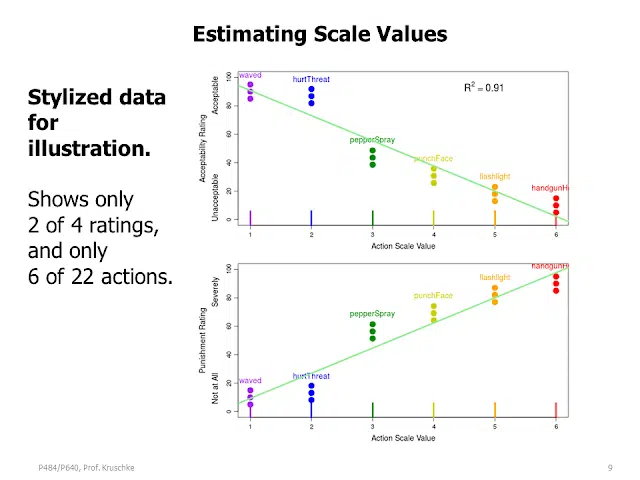 Estimating Scale Values
Stylized data
for
illustration.
Shows only
2 of 4 ratings,
and only
6 of 22 actions.
Acceptability Rating
Unacceptable
Acceptable
0
20
40
60
80
100
waved
hurtThreat
pepperSpray
punchFace
flashlight
handgunH
R² = 0.91
1
2
3
4
5
6
Action Scale Value
Punishment Rating
Not at All
Severely
0
20
40
60
80
100
waved
hurtThreat
pepperSpray
punchFace
flashlight
handgunH
1
2
3
4
5
6
Action Scale Value
P484/P640, Prof. Kruschke
9